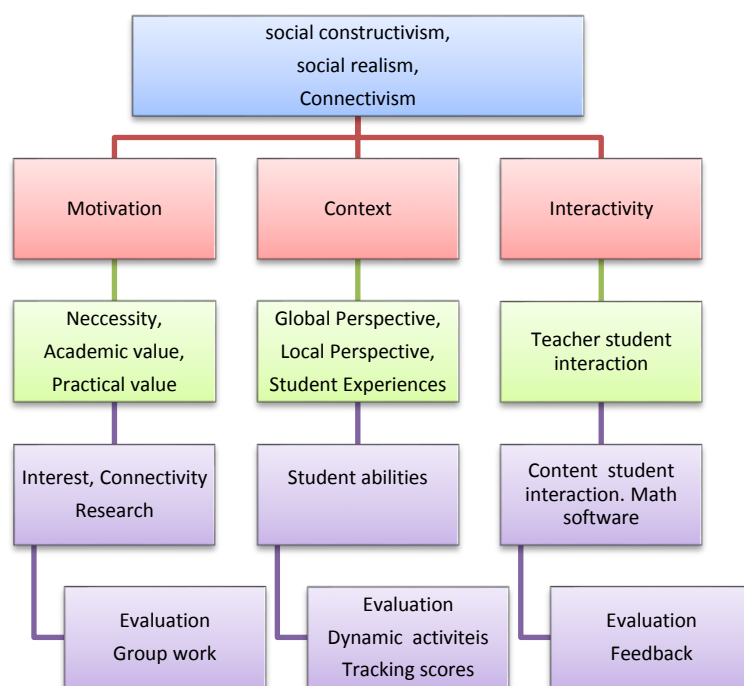 social constructivism,
social realism,
Connectivism
Motivation
Context
Interactivity
Neccessity,
Academic value,
Practical value
Global Perspective,
Local Perspective,
Student Experiences
Teacher student
interaction
Interest, Connectivity
Research
Student abilities
Content student
interaction. Math
software
Evaluation
Group work
Evaluation
Dynamic activiteis
Tracking scores
Evaluation
Feedback